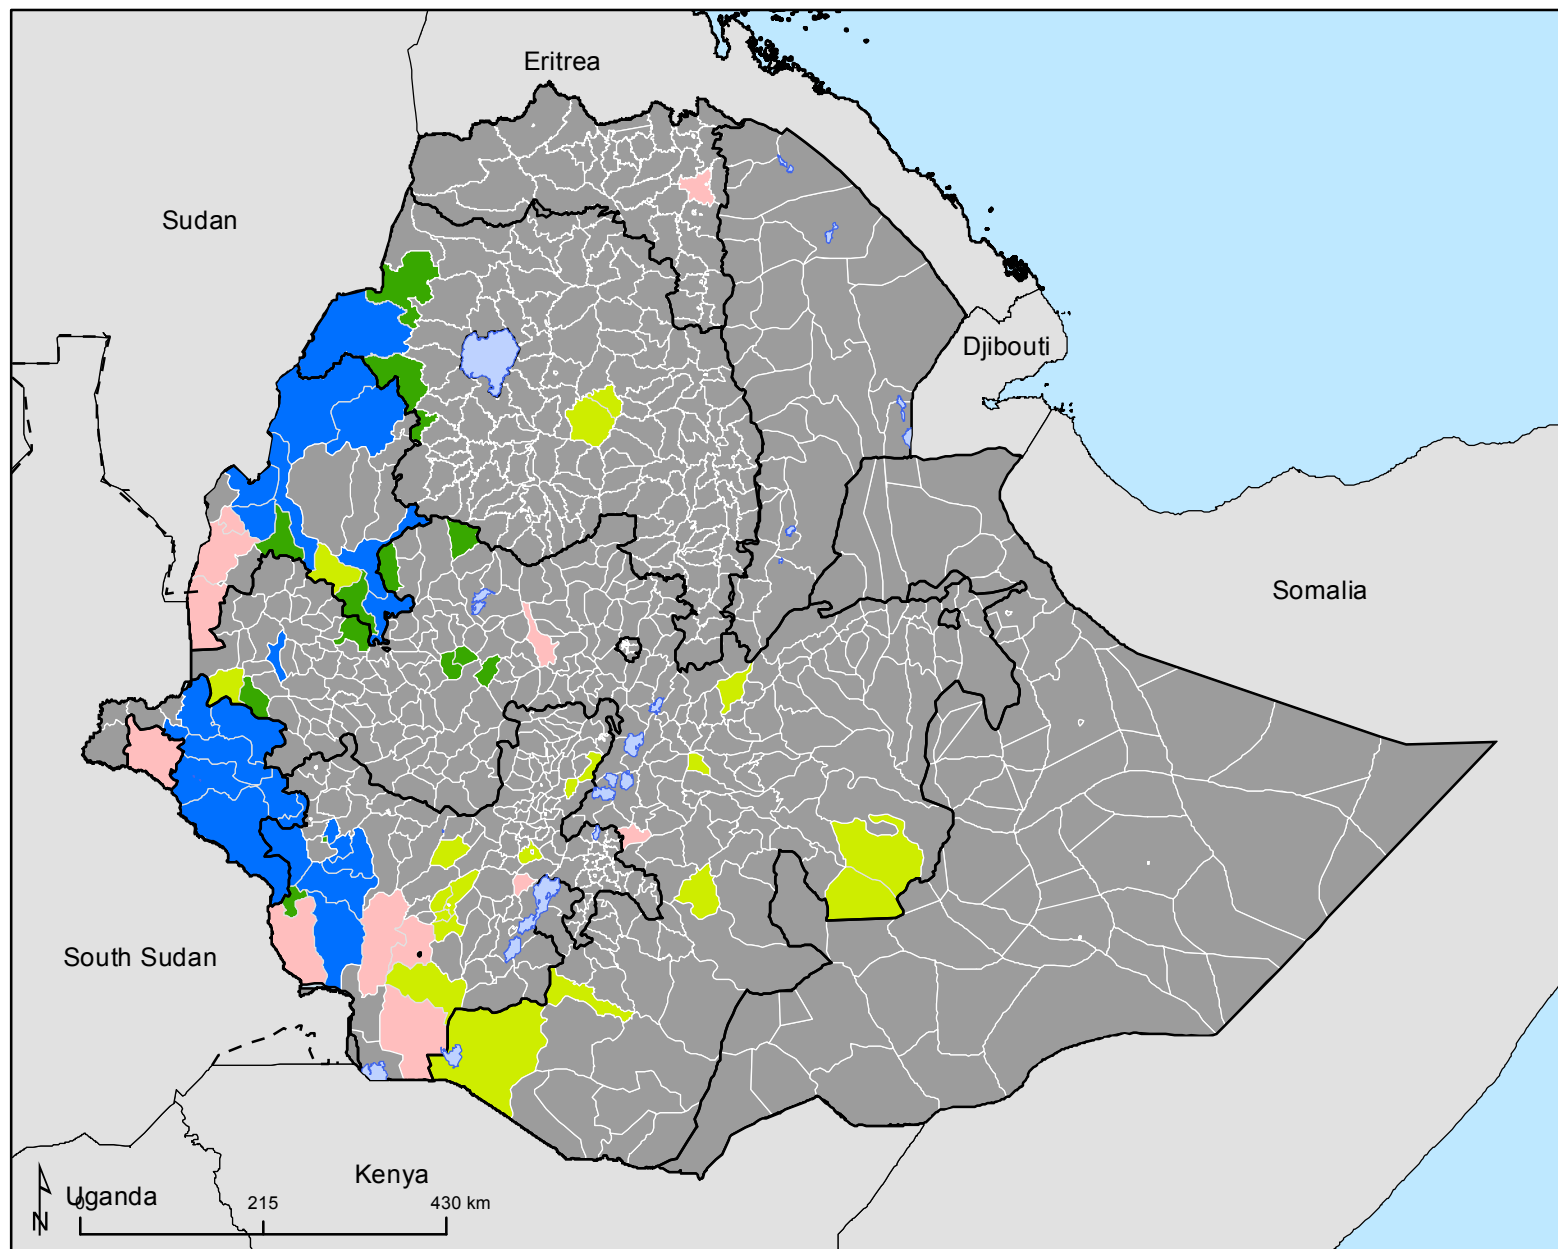 Eritrea
Sudan
Djibouti
Somalia
South Sudan
Kenya
Uganda
0 215 430 km
N